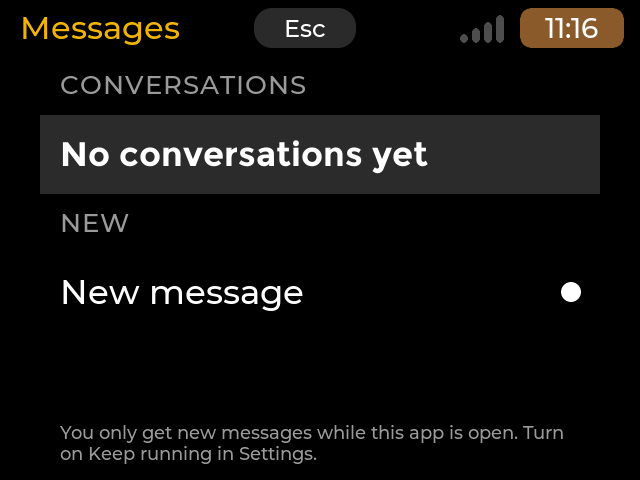 Messages
Esc
11:16
CONVERSATIONS
No conversations yet
NEW
New message
You only get new messages while this app is open. Turn
on Keep running in Settings.